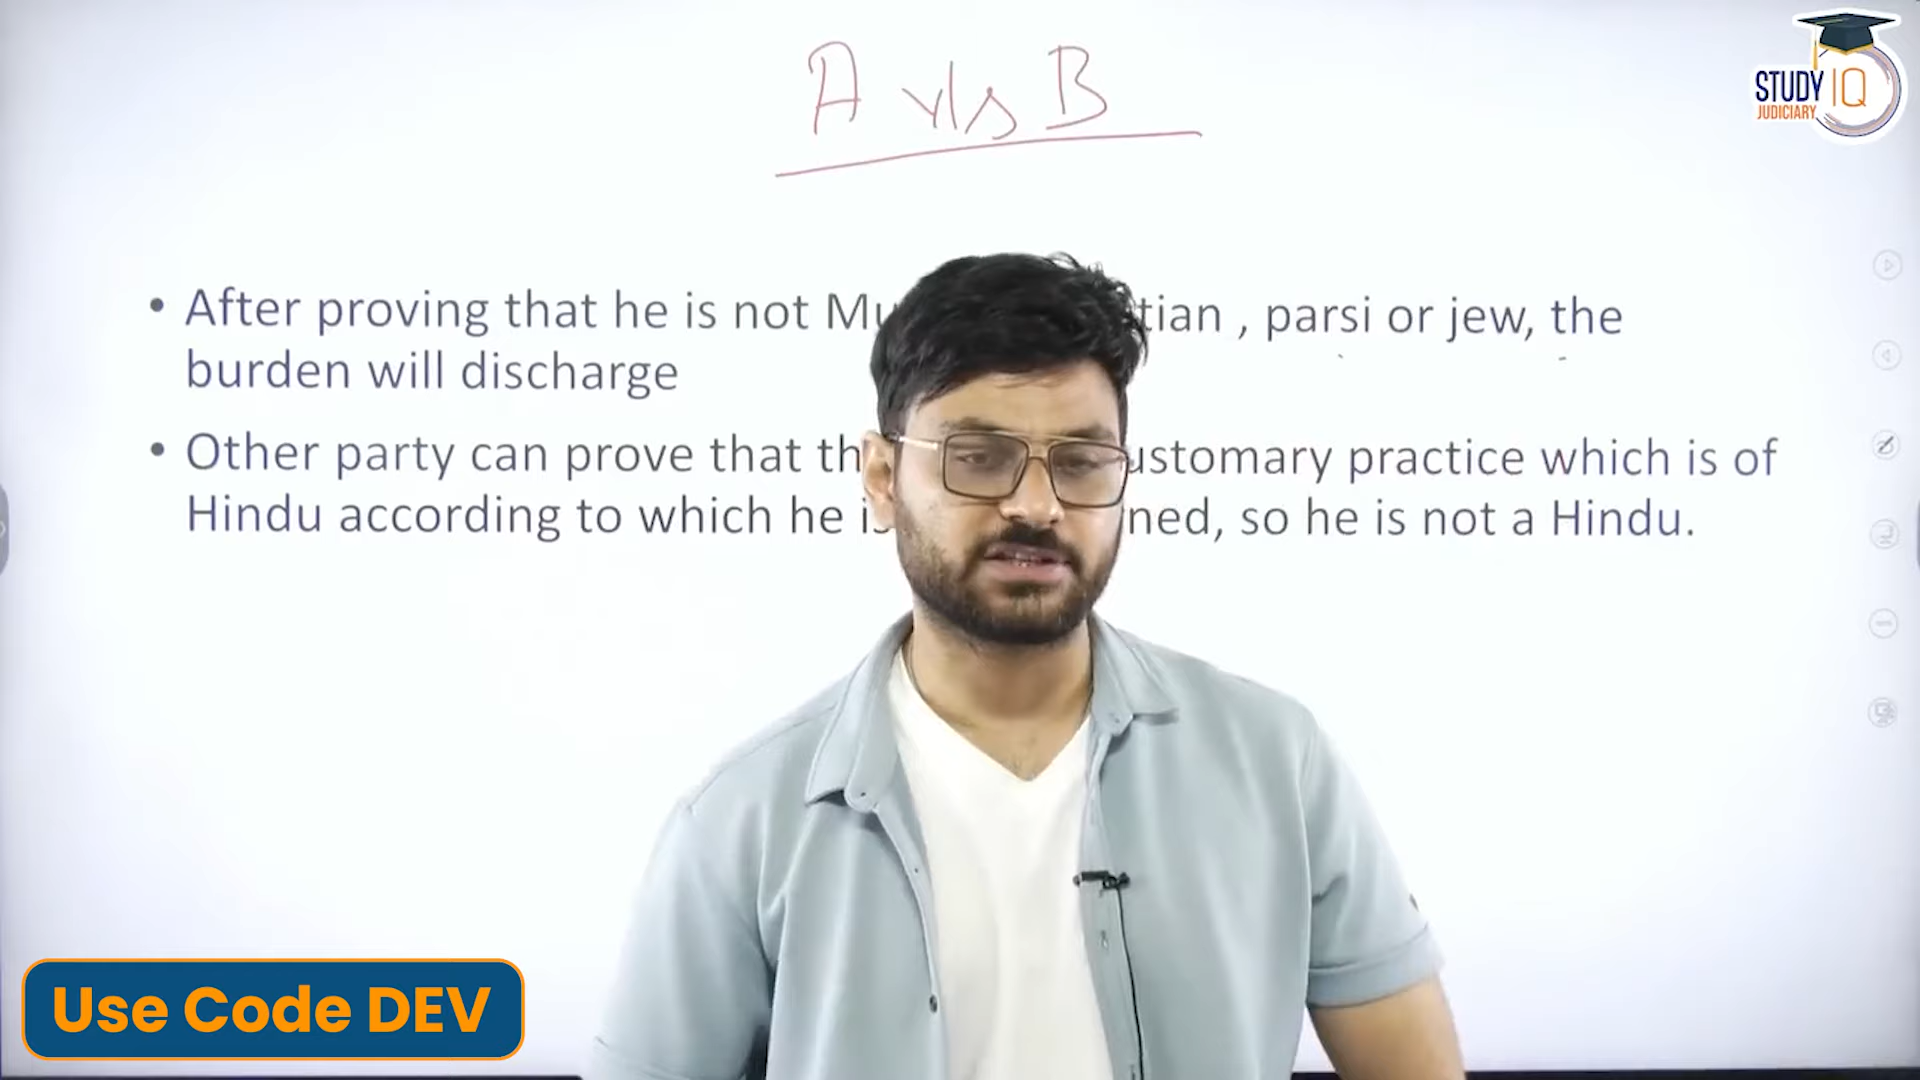 A v/s B
STUDY IQ
JUDICIARY
• After proving that he is not tian , parsi or jew, the
burden will discharge
• Other party can prove that ustomary practice which is of
Hindu according to which he ned, so he is not a Hindu.
Use Code DEV